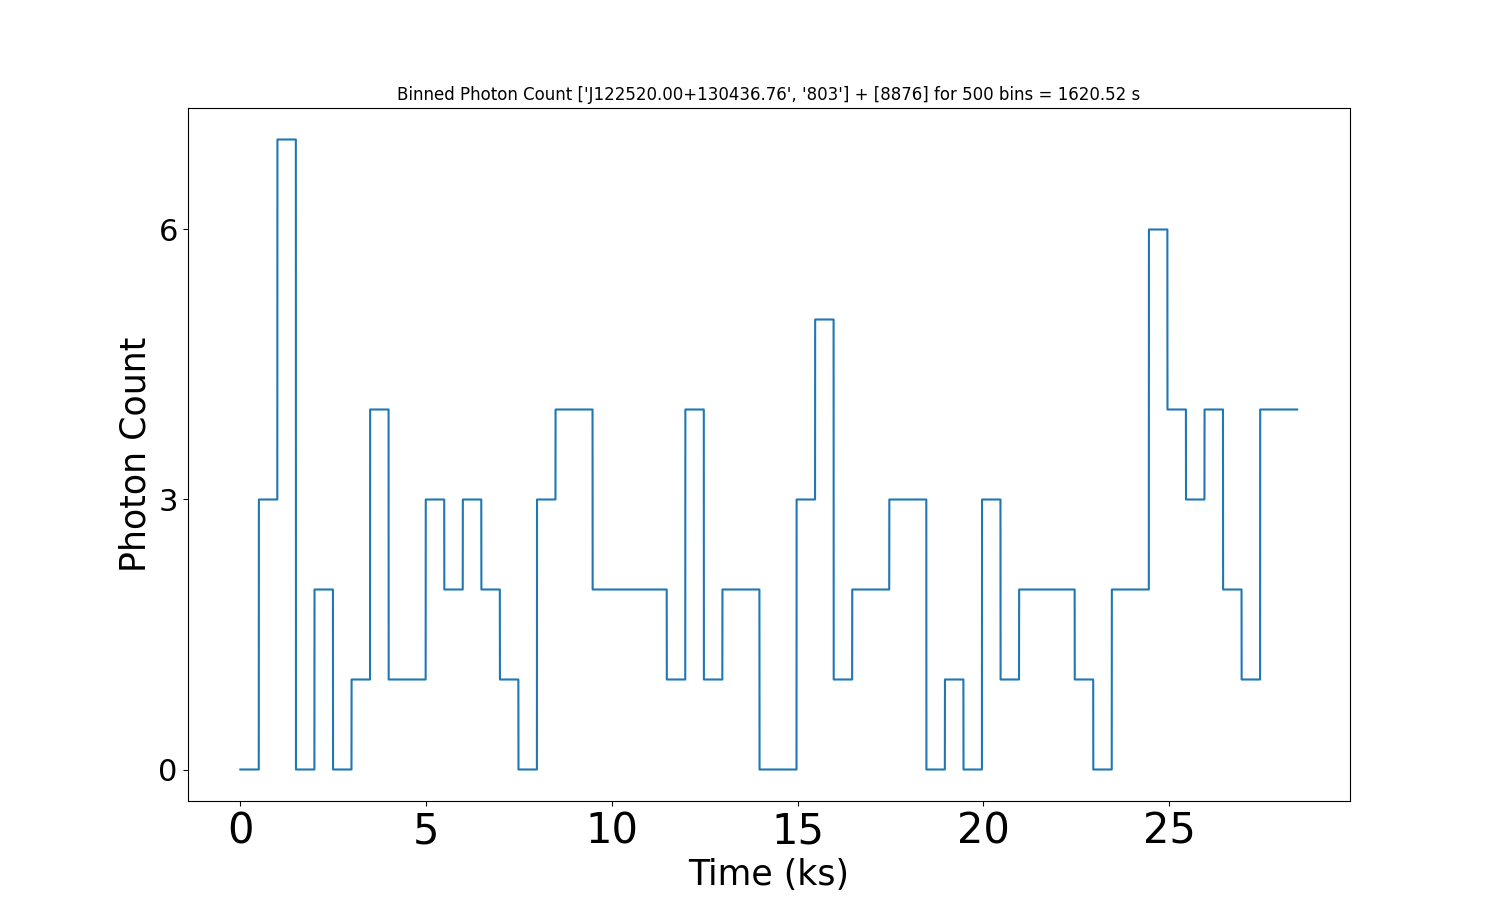 Binned Photon Count ['J122520.00+130436.76', '803'] + [8876] for 500 bins = 1620.52 s
6
3
0
Photon Count
0 5 10 15 20 25
Time (ks)